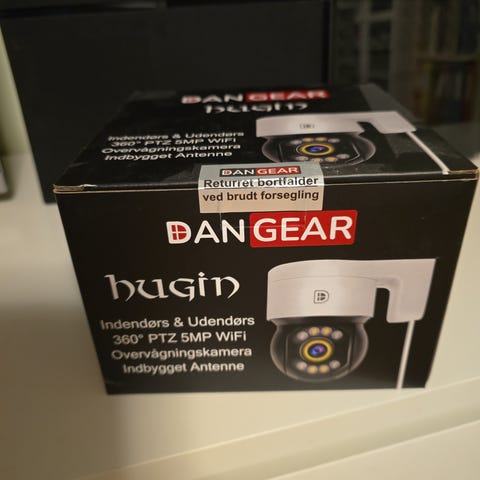 DANGEAR
hugin
Indendørs & Udendørs
360° PTZ 5MP WiFi
Overvågningskamera
Indbygget Antenne
DANGEAR
Returret bortfalder
ved brudt forsegling
DANGEAR
hugin
Indendørs & Udendørs
360° PTZ 5MP WiFi
Overvågningskamera
Indbygget Antenne